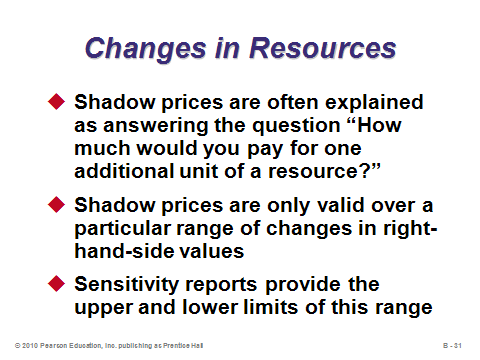 Changes in Resources
Shadow prices are often explained
as answering the question “How
much would you pay for one
additional unit of a resource?”
Shadow prices are only valid over a
particular range of changes in right-
hand-side values
Sensitivity reports provide the
upper and lower limits of this range
© 2010 Pearson Education, Inc. publishing as Prentice Hall
B - 31